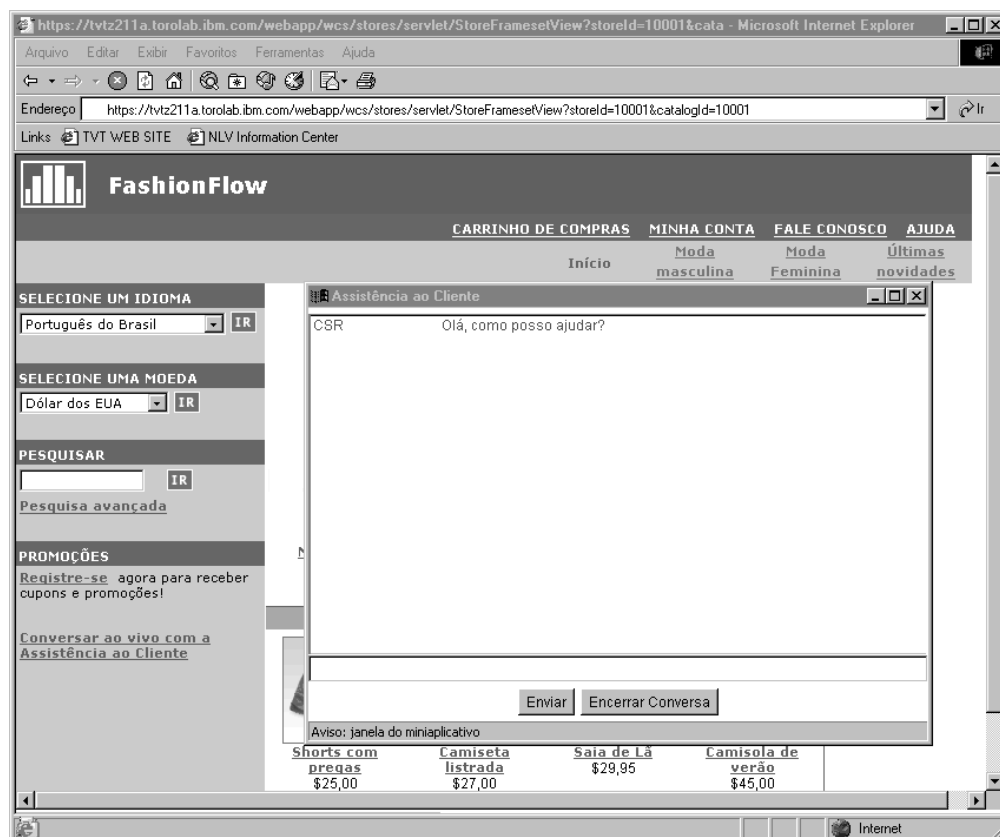 https://tvtz211a.torolab.ibm.com/webapp/wcs/stores/servlet/StoreFramesetView?storeId=10001&cata - Microsoft Internet Explorer
Arquivo Editar Exibir Favoritos Ferramentas Ajuda
Endereço https://tvtz211a.torolab.ibm.com/webapp/wcs/stores/servlet/StoreFramesetView?storeId=10001&catalogId=10001 Ir
Links TVT WEB SITE NLV Information Center
FashionFlow
CARRINHO DE COMPRAS MINHA CONTA FALE CONOSCO AJUDA
Início Moda masculina Moda Feminina Últimas novidades
SELECIONE UM IDIOMA
Português do Brasil IR
SELECIONE UMA MOEDA
Dólar dos EUA IR
PESQUISAR
IR
Pesquisa avançada
PROMOÇÕES
Registre-se agora para receber
cupons e promoções!
Conversar ao vivo com a
Assistência ao Cliente
Assistência ao Cliente
CSR Olá, como posso ajudar?
Enviar Encerrar Conversa
Aviso: janela do miniaplicativo
Shorts com Camiseta Saia de Lã Camisola de
pregas listrada $29,95 verão
$25,00 $27,00 $45,00
Internet